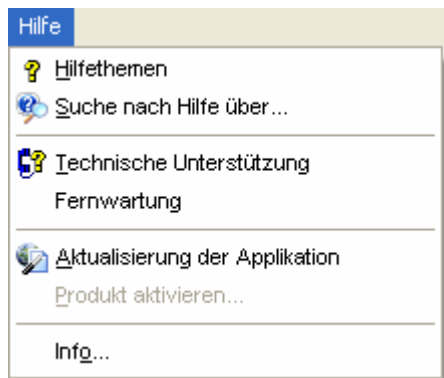 Hilfe
Hilfethemen
Suche nach Hilfe über...
Technische Unterstützung
Fernwartung
Aktualisierung der Applikation
Produkt aktivieren...
Info...